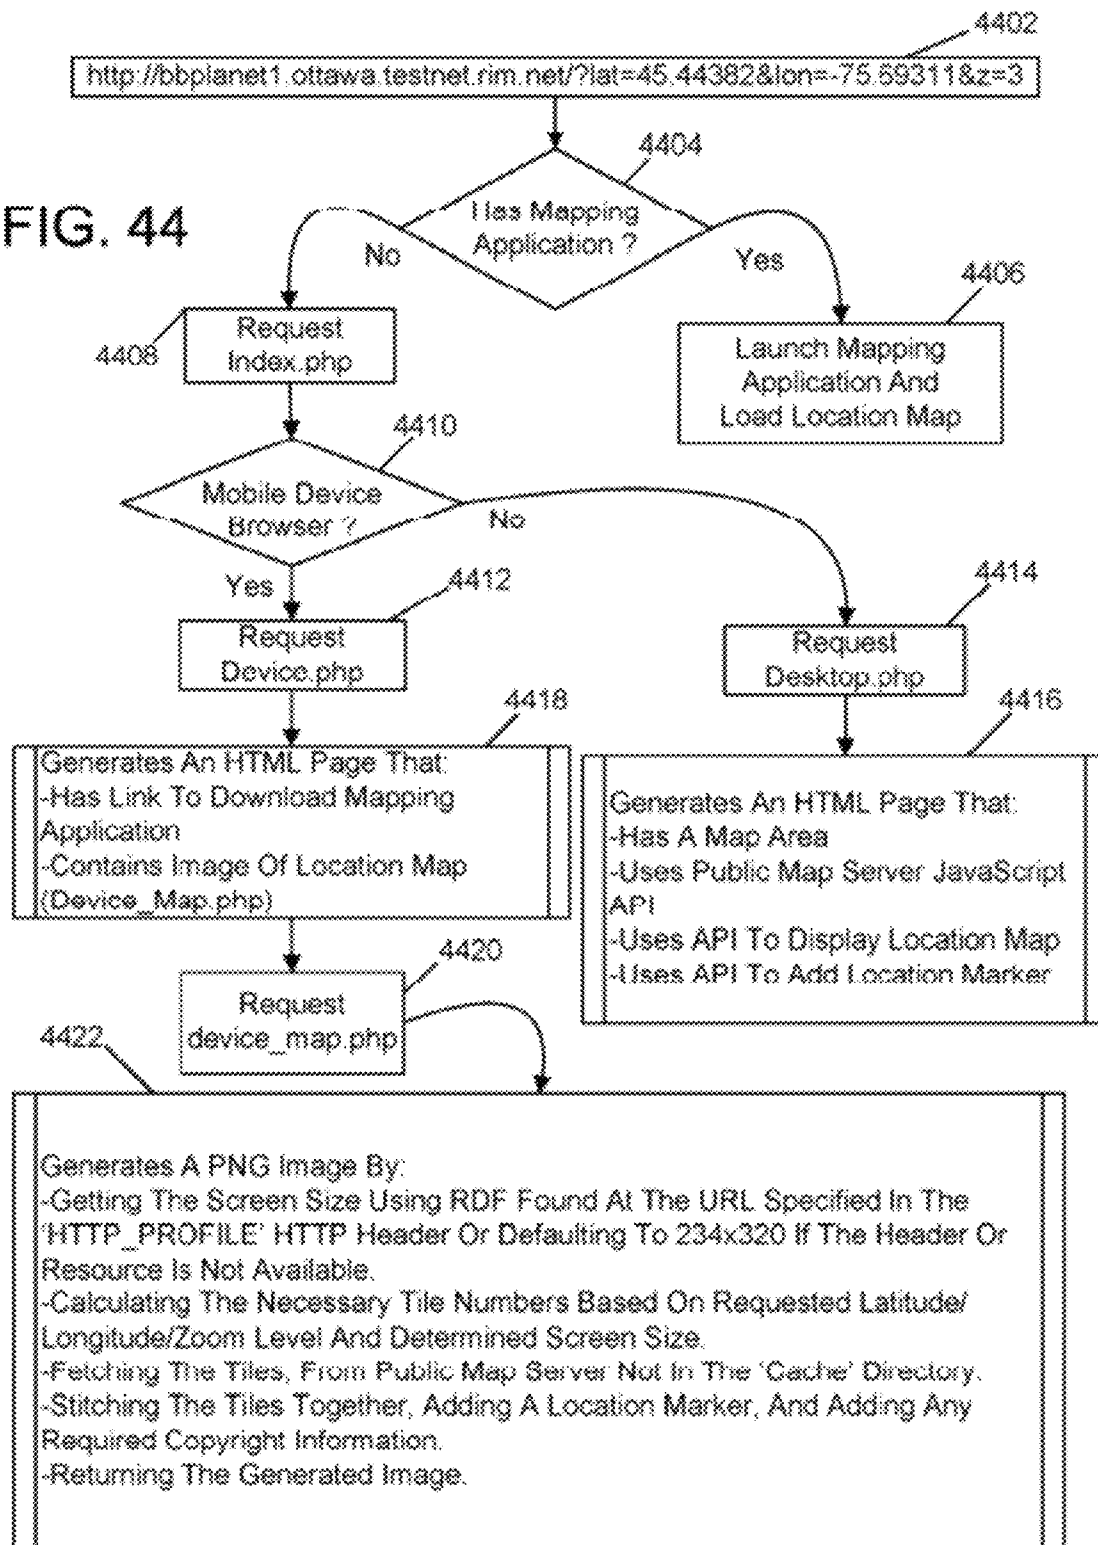 4402
http://bbplanet1.ottawa.testnet.rim.net/?lat=45.44382&lon=-75.69311&z=3
4404
FIG. 44
Has Mapping
Application ?
No
Yes
4406
4408
Request
Index.php
Launch Mapping
Application And
Load Location Map
4410
Mobile Device
Browser ?
No
Yes
4412
4414
Request
Device.php
Request
Desktop.php
4418
4416
Generates An HTML Page That:
-Has Link To Download Mapping
Application
-Contains Image Of Location Map
(Device_Map.php)
Generates An HTML Page That:
-Has A Map Area
-Uses Public Map Server JavaScript
API
-Uses API To Display Location Map
-Uses API To Add Location Marker
4420
Request
device_map.php
4422
Generates A PNG Image By:
-Getting The Screen Size Using RDF Found At The URL Specified In The
'HTTP_PROFILE' HTTP Header Or Defaulting To 234x320 If The Header Or
Resource Is Not Available.
-Calculating The Necessary Tile Numbers Based On Requested Latitude/
Longitude/Zoom Level And Determined Screen Size.
-Fetching The Tiles, From Public Map Server Not In The 'Cache' Directory.
-Stitching The Tiles Together, Adding A Location Marker, And Adding Any
Required Copyright Information.
-Returning The Generated Image.